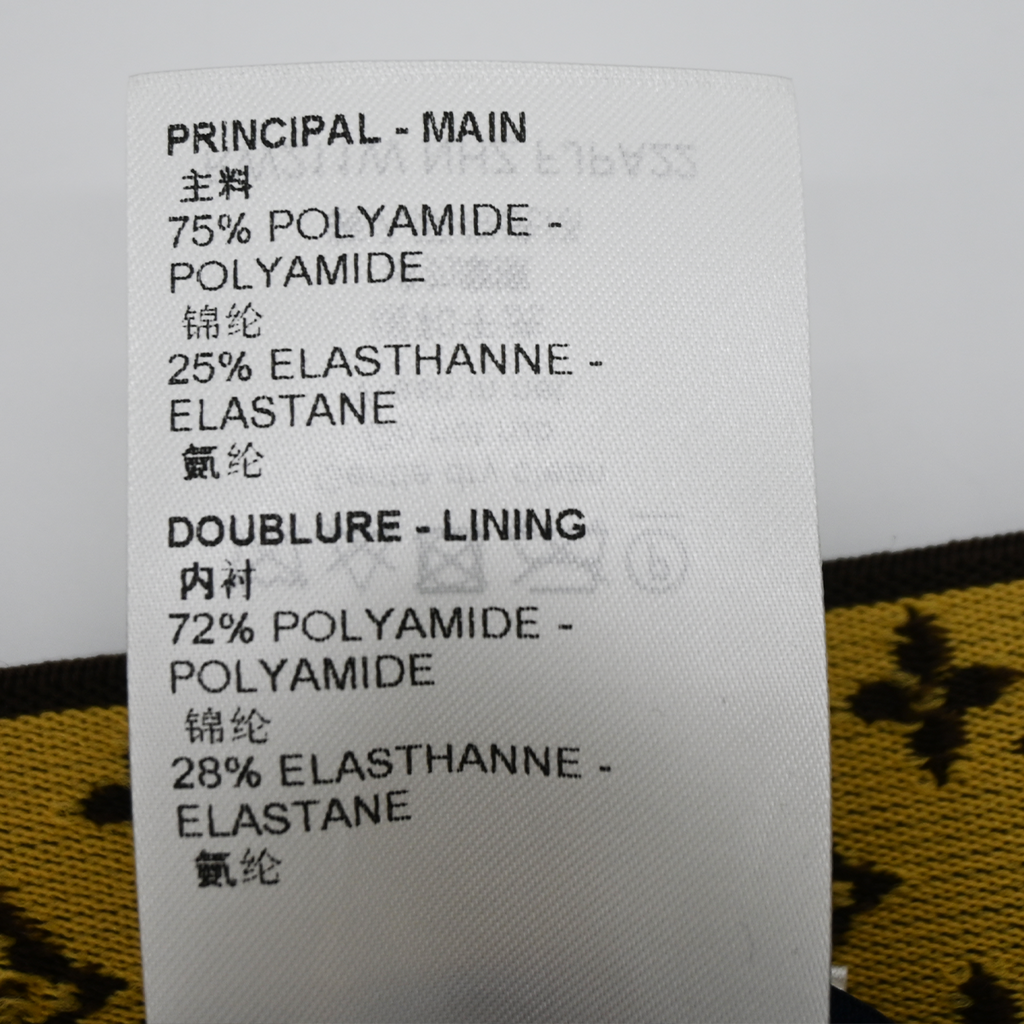 PRINCIPAL - MAIN
主料
75% POLYAMIDE -
POLYAMIDE
锦纶
25% ELASTHANNE -
ELASTANE
氨纶
DOUBLURE - LINING
内衬
72% POLYAMIDE -
POLYAMIDE
锦纶
28% ELASTHANNE -
ELASTANE
氨纶